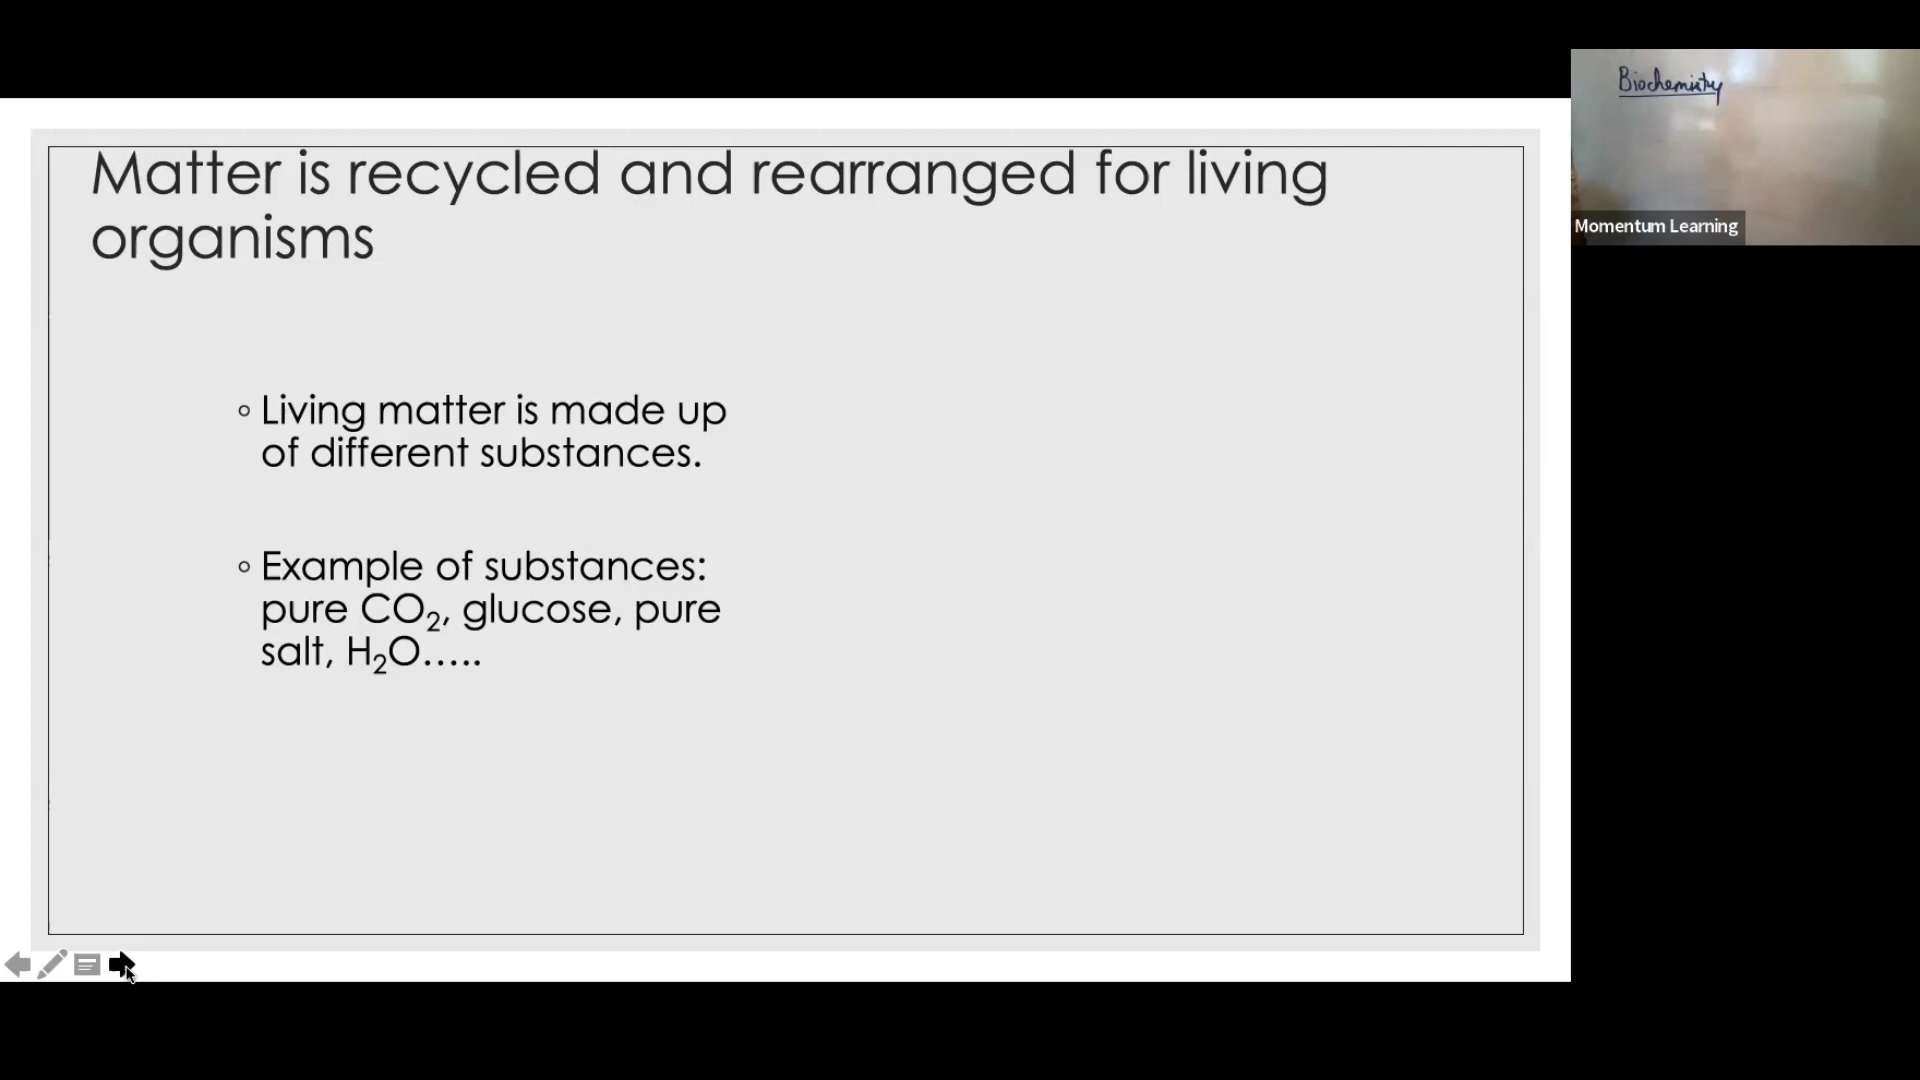 Matter is recycled and rearranged for living
organisms
◦ Living matter is made up
of different substances.
◦ Example of substances:
pure CO₂, glucose, pure
salt, H₂O.....
Biochemistry
Momentum Learning